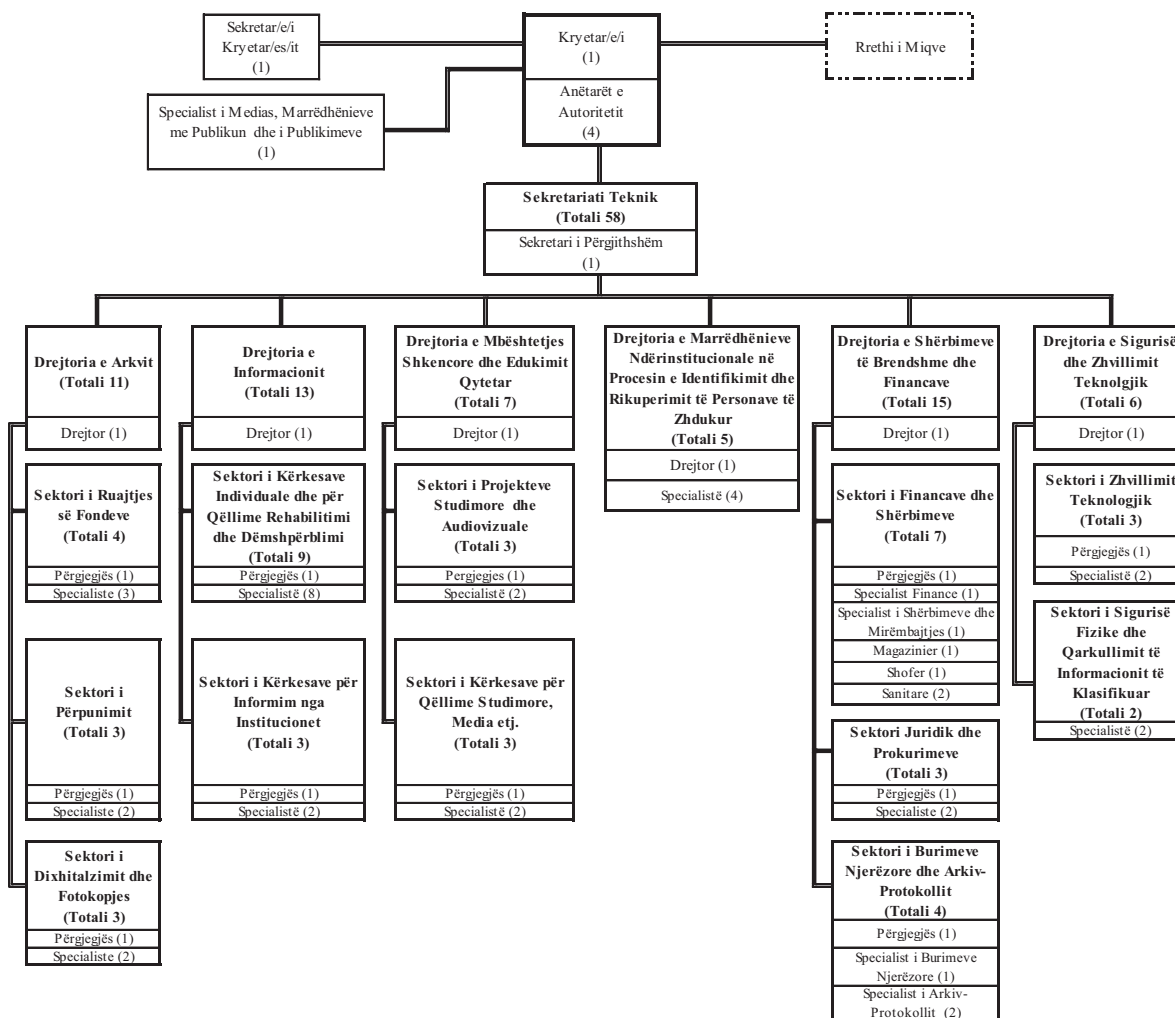 Sekretar/e/i
Kryetar/es/it
(1)
Kryetar/e/i
(1)
Anëtarët e
Autoritetit
(4)
Rrethi i Miqve
Specialist i Medias, Marrëdhënieve
me Publikun dhe i Publikimeve
(1)
Sekretariati Teknik
(Totali 58)
Sekretari i Përgjithshëm
(1)
Drejtoria e Arkvit
(Totali 11)
Drejtor (1)
Sektori i Ruajtjes
së Fondeve
(Totali 4)
Përgjegjës (1)
Specialiste (3)
Sektori i
Përpunimit
(Totali 3)
Përgjegjës (1)
Specialiste (2)
Sektori i
Dixhitalzimit dhe
Fotokopjes
(Totali 3)
Përgjegjës (1)
Specialiste (2)
Drejtoria e
Informacionit
(Totali 13)
Drejtor (1)
Sektori i Kërkesave
Individuale dhe për
Qëllime Rehabilitimi
dhe Dëmshpërblimi
(Totali 9)
Përgjegjës (1)
Specialistë (8)
Sektori i Kërkesave për
Informim nga
Institucionet
(Totali 3)
Përgjegjës (1)
Specialistë (2)
Drejtoria e Mbështetjes
Shkencore dhe Edukimit
Qytetar
(Totali 7)
Drejtor (1)
Sektori i Projekteve
Studimore dhe
Audiovizuale
(Totali 3)
Pergjegjes (1)
Specialistë (2)
Sektori i Kërkesave për
Qëllime Studimore,
Media etj.
(Totali 3)
Përgjegjës (1)
Specialistë (2)
Drejtoria e Marrëdhënieve
Ndërinstitucionale në
Procesin e Identifikimit dhe
Rikuperimit të Personave të
Zhdukur
(Totali 5)
Drejtor (1)
Specialistë (4)
Drejtoria e Shërbimeve
të Brendshme dhe
Financave
(Totali 15)
Drejtor (1)
Sektori i Financave dhe
Shërbimeve
(Totali 7)
Përgjegjës (1)
Specialist Finance (1)
Specialist i Shërbimeve dhe
Mirëmbajtjes (1)
Magazinier (1)
Shofer (1)
Sanitare (2)
Sektori Juridik dhe
Prokurimeve
(Totali 3)
Përgjegjës (1)
Specialiste (2)
Sektori i Burimeve
Njerëzore dhe Arkiv-
Protokollit
(Totali 4)
Përgjegjës (1)
Specialist i Burimeve
Njerëzore (1)
Specialist i Arkiv-
Protokollit (2)
Drejtoria e Sigurisë
dhe Zhvillimit
Teknolgjik
(Totali 6)
Drejtor (1)
Sektori i Zhvillimit
Teknologjik
(Totali 3)
Përgjegjës (1)
Specialistë (2)
Sektori i Sigurisë
Fizike dhe
Qarkullimit të
Informacionit të
Klasifikuar
(Totali 2)
Specialistë (2)